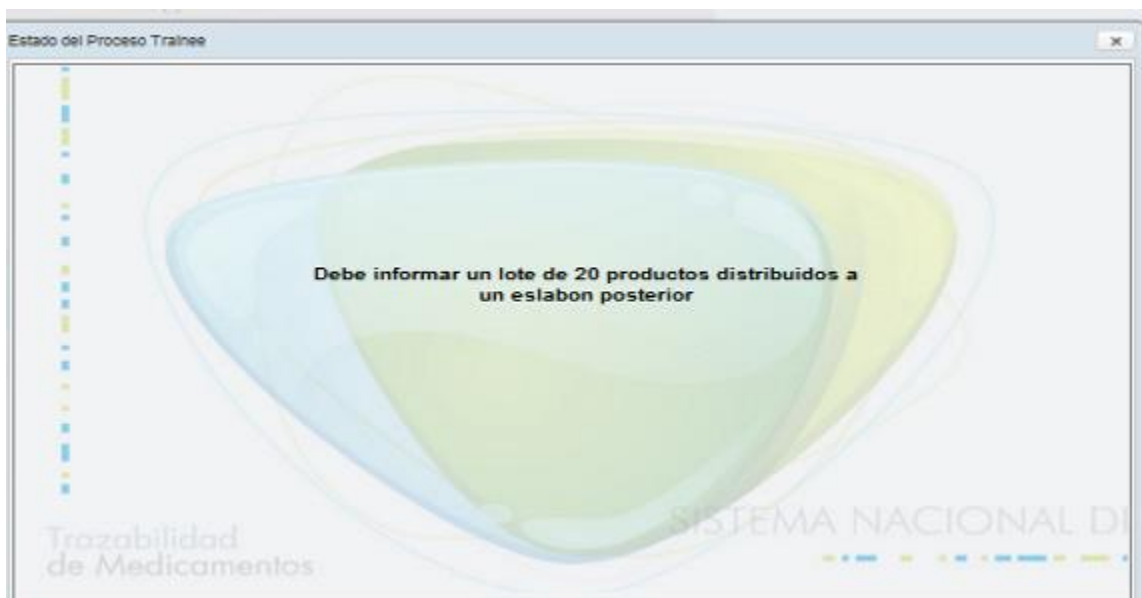 Estado del Proceso Trainee
Debe informar un lote de 20 productos distribuidos a
un eslabon posterior
SISTEMA NACIONAL DE
Trazabilidad
de Medicamentos